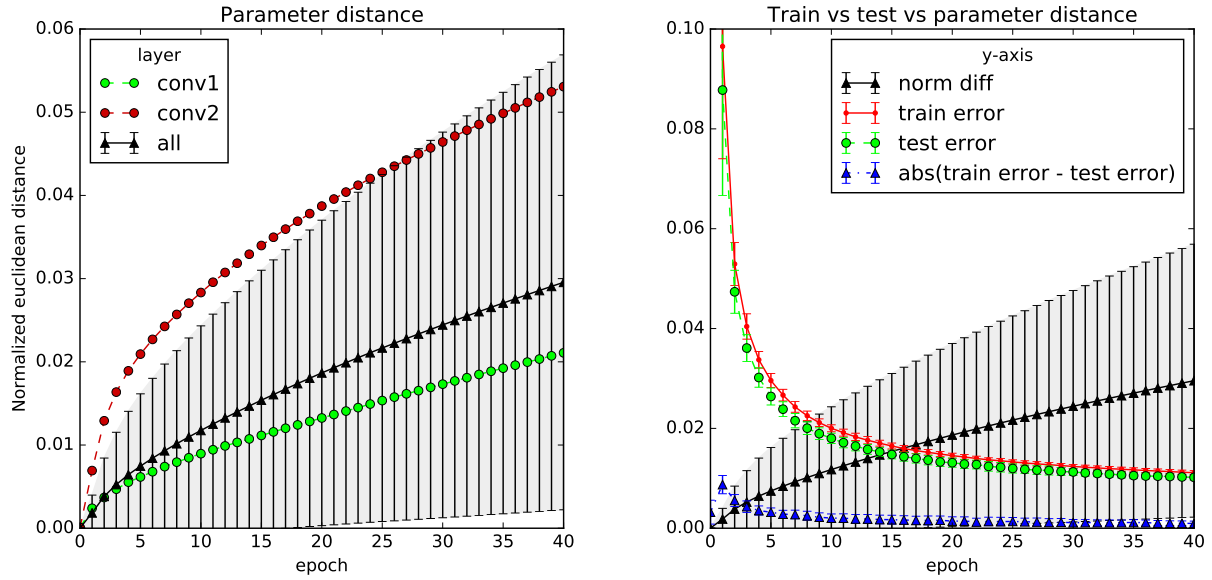 Parameter distance
Normalized euclidean distance
0.06
0.05
0.04
0.03
0.02
0.01
0.00
layer
conv1
conv2
all
0 5 10 15 20 25 30 35 40
epoch
Train vs test vs parameter distance
0.10
0.08
0.06
0.04
0.02
0.00
y-axis
norm diff
train error
test error
abs(train error - test error)
0 5 10 15 20 25 30 35 40
epoch